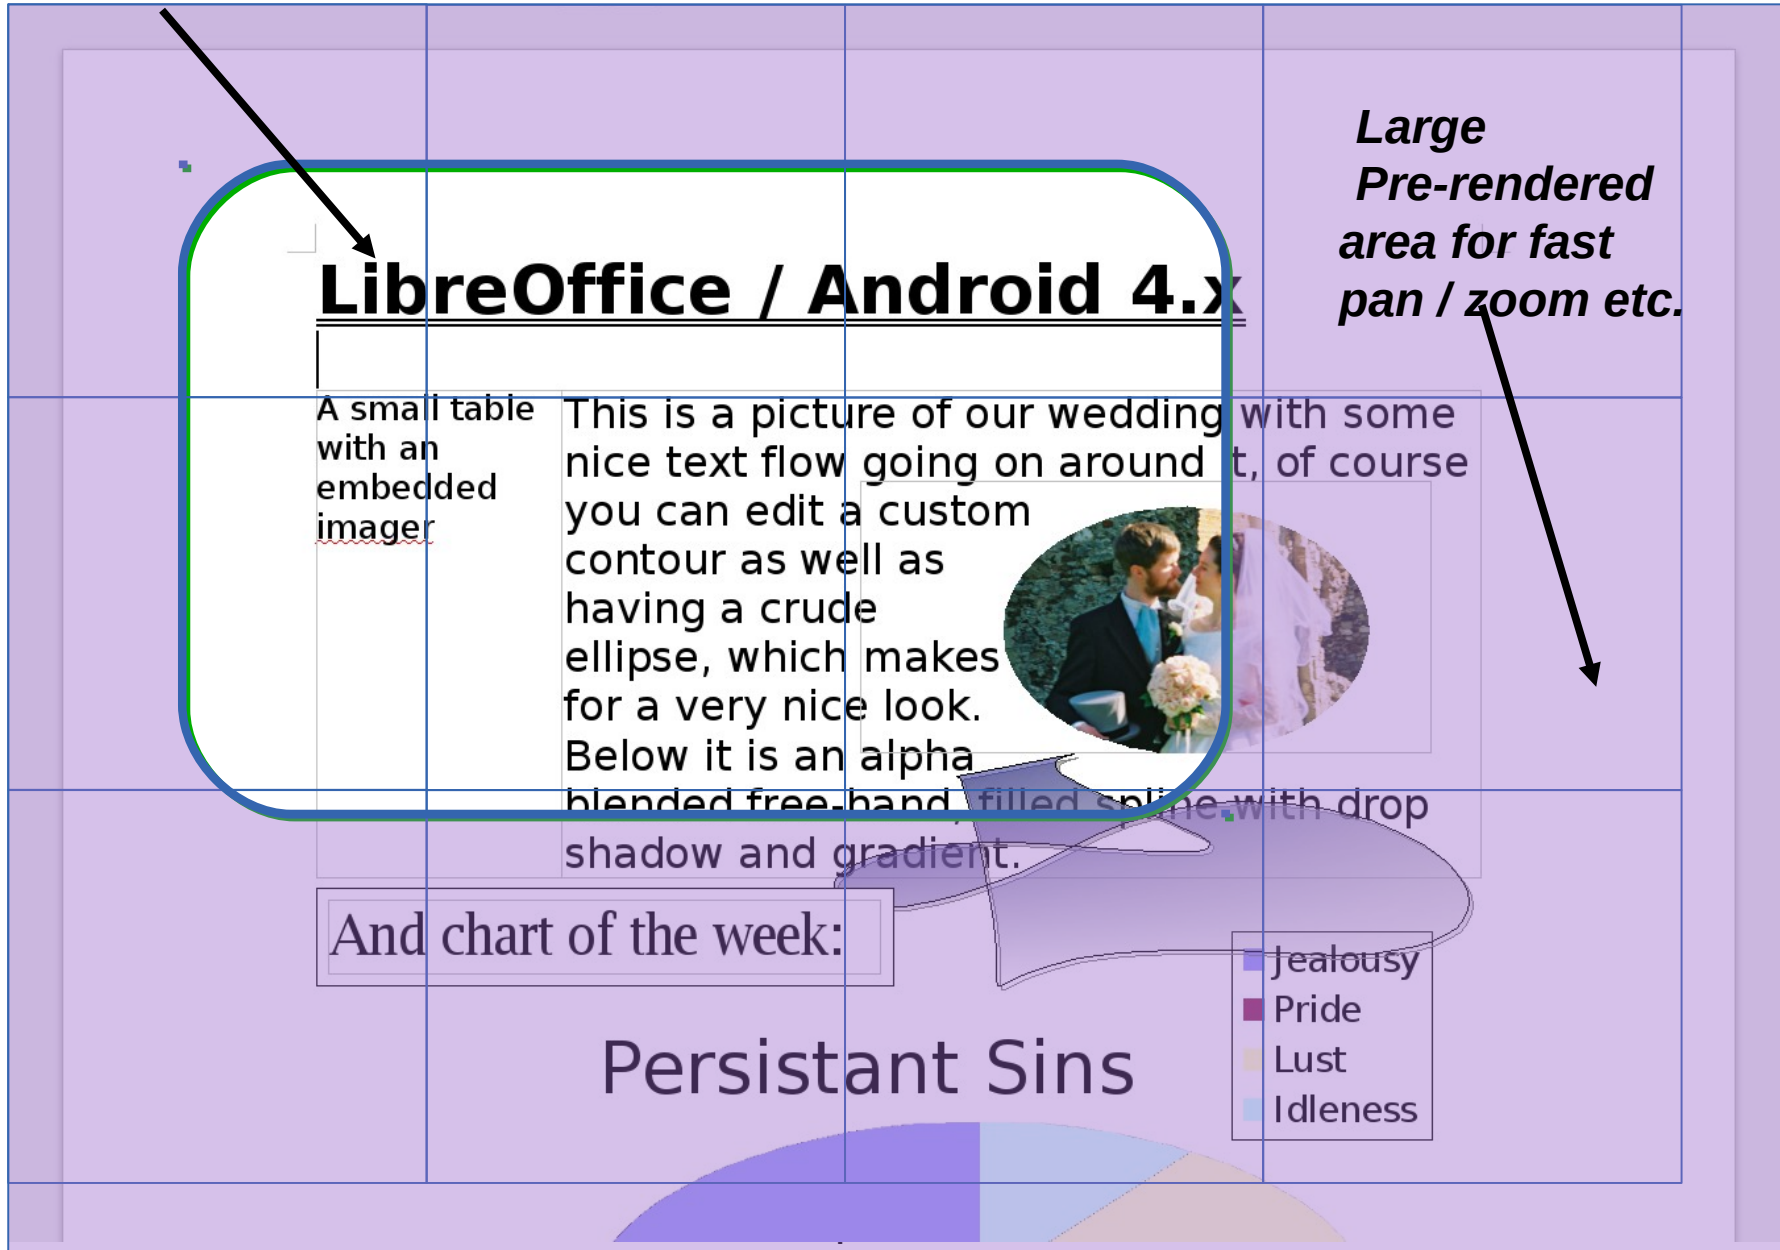 Large
Pre-rendered
area for fast
pan / zoom etc.
LibreOffice / Android 4.x
A small table
with an
embedded
imager
This is a picture of our wedding with some
nice text flow going on around it, of course
you can edit a custom
contour as well as
having a crude
ellipse, which makes
for a very nice look.
Below it is an alpha
blended free-hand, filled spline with drop
shadow and gradient.
And chart of the week:
Jealousy
Pride
Lust
Idleness
Persistant Sins